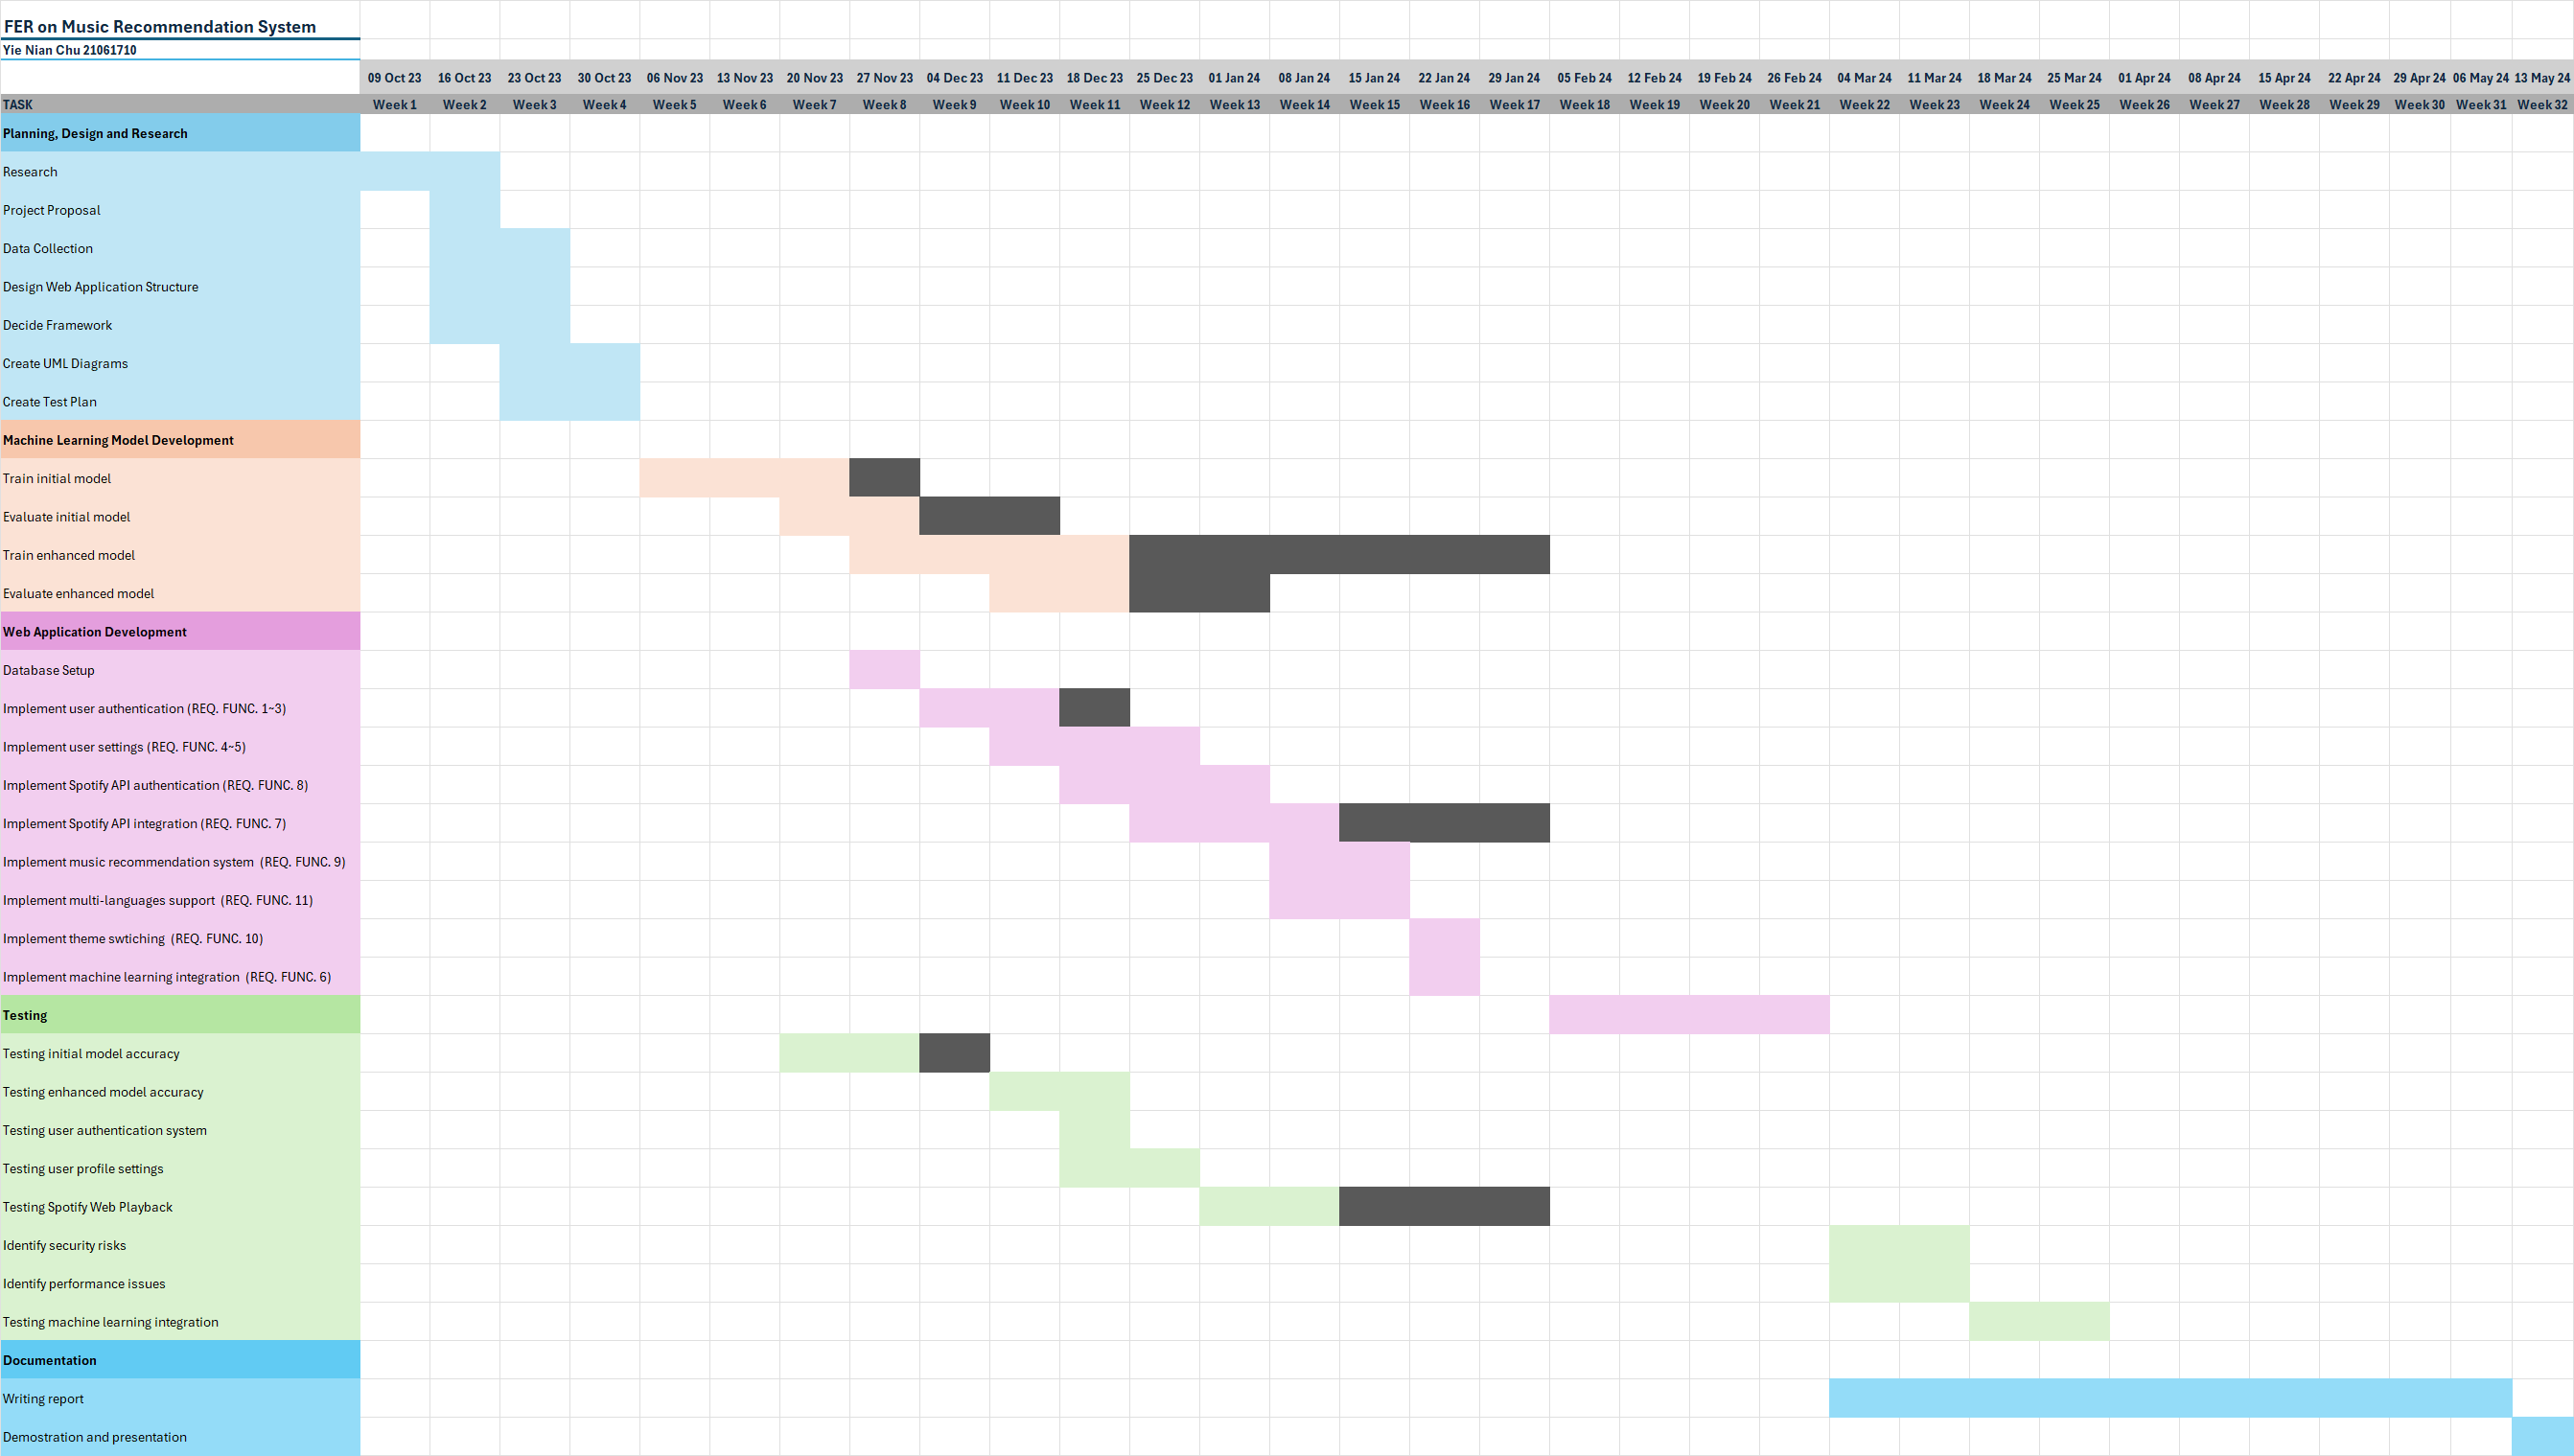 FER on Music Recommendation System
Yie Nian Chu 21061710
09 Oct 23 16 Oct 23 23 Oct 23 30 Oct 23 06 Nov 23 13 Nov 23 20 Nov 23 27 Nov 23 04 Dec 23 11 Dec 23 18 Dec 23 25 Dec 23 01 Jan 24 08 Jan 24 15 Jan 24 22 Jan 24 29 Jan 24 05 Feb 24 12 Feb 24 19 Feb 24 26 Feb 24 04 Mar 24 11 Mar 24 18 Mar 24 25 Mar 24 01 Apr 24 08 Apr 24 15 Apr 24 22 Apr 24 29 Apr 24 06 May 24 13 May 24
TASK Week 1 Week 2 Week 3 Week 4 Week 5 Week 6 Week 7 Week 8 Week 9 Week 10 Week 11 Week 12 Week 13 Week 14 Week 15 Week 16 Week 17 Week 18 Week 19 Week 20 Week 21 Week 22 Week 23 Week 24 Week 25 Week 26 Week 27 Week 28 Week 29 Week 30 Week 31 Week 32
Planning, Design and Research
Research
Project Proposal
Data Collection
Design Web Application Structure
Decide Framework
Create UML Diagrams
Create Test Plan
Machine Learning Model Development
Train initial model
Evaluate initial model
Train enhanced model
Evaluate enhanced model
Web Application Development
Database Setup
Implement user authentication (REQ. FUNC. 1~3)
Implement user settings (REQ. FUNC. 4~5)
Implement Spotify API authentication (REQ. FUNC. 8)
Implement Spotify API integration (REQ. FUNC. 7)
Implement music recommendation system (REQ. FUNC. 9)
Implement multi-languages support (REQ. FUNC. 11)
Implement theme swtiching (REQ. FUNC. 10)
Implement machine learning integration (REQ. FUNC. 6)
Testing
Testing initial model accuracy
Testing enhanced model accuracy
Testing user authentication system
Testing user profile settings
Testing Spotify Web Playback
Identify security risks
Identify performance issues
Testing machine learning integration
Documentation
Writing report
Demostration and presentation